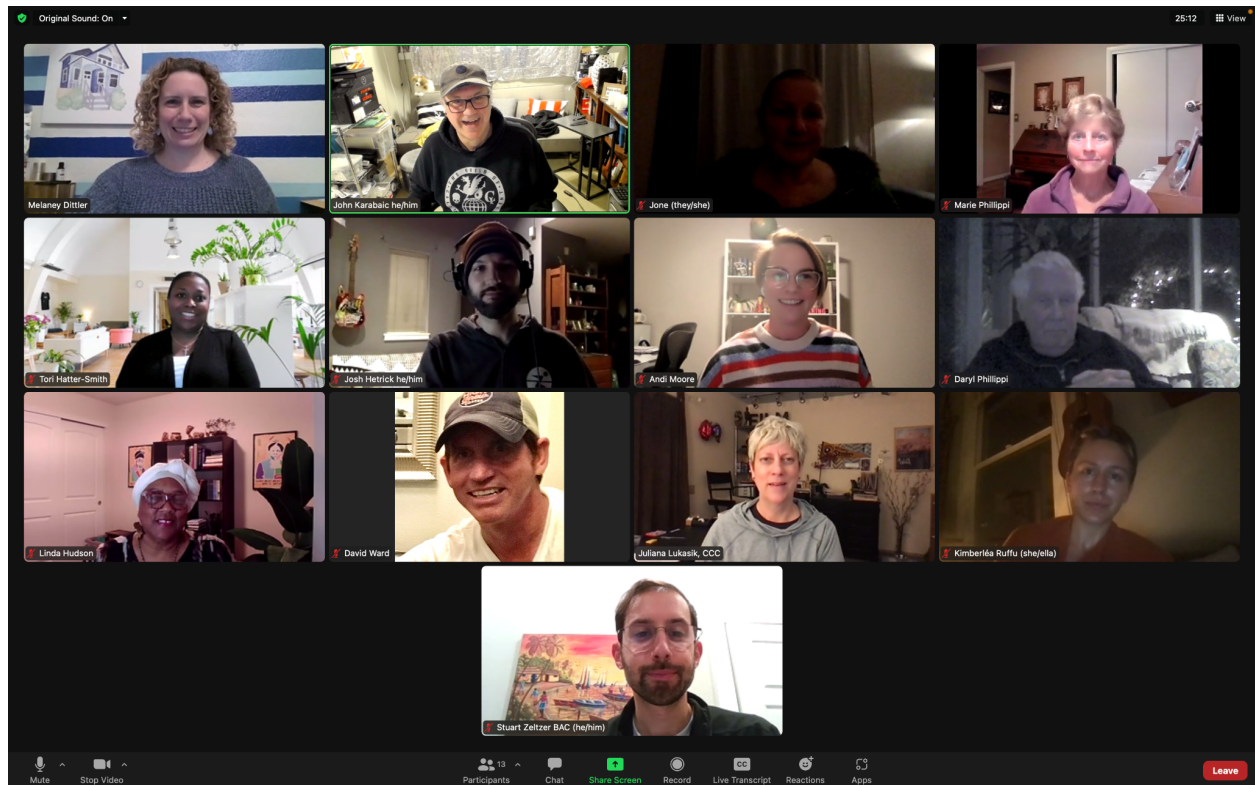 Original Sound: On
25:12
View
Melaney Dittler
John Karabaic he/him
Jone (they/she)
Marie Phillippi
Tori Hatter-Smith
Josh Hetrick he/him
Andi Moore
Daryl Phillippi
Linda Hudson
David Ward
Juliana Lukasik, CCC
Kimberléa Ruffu (she/ella)
Stuart Zeltzer BAC (he/him)
13
CC
Mute
Stop Video
Participants
Chat
Share Screen
Record
Live Transcript
Reactions
Apps
Leave